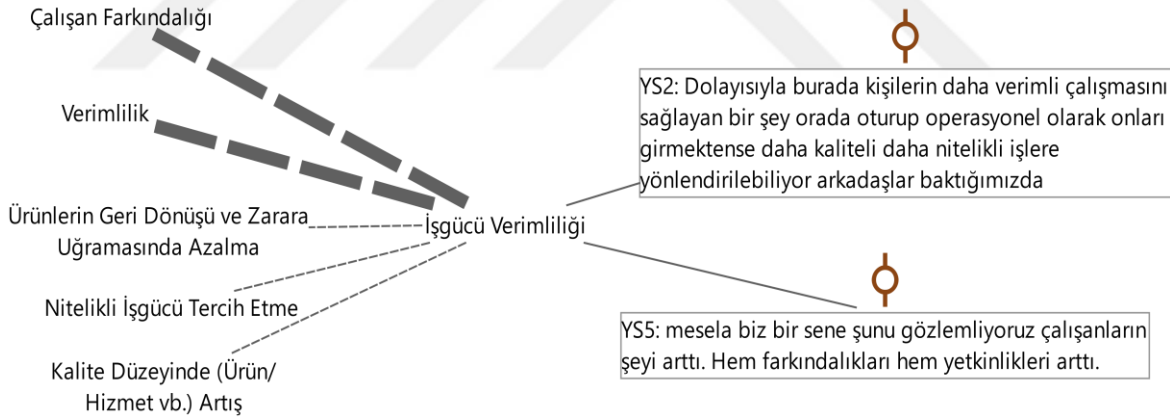 Çalışan Farkındalığı
Verimlilik
Ürünlerin Geri Dönüşü ve Zarara
Uğramasında Azalma
Nitelikli İşgücü Tercih Etme
Kalite Düzeyinde (Ürün/
Hizmet vb.) Artış
İşgücü Verimliliği
YS2: Dolayısıyla burada kişilerin daha verimli çalışmasını
sağlayan bir şey orada oturup operasyonel olarak onları
girmektense daha kaliteli daha nitelikli işlere
yönlendirilebiliyor arkadaşlar baktığımızda
YS5: mesela biz bir sene şunu gözlemliyoruz çalışanların
şeyi arttı. Hem farkındalıkları hem yetkinlikleri arttı.